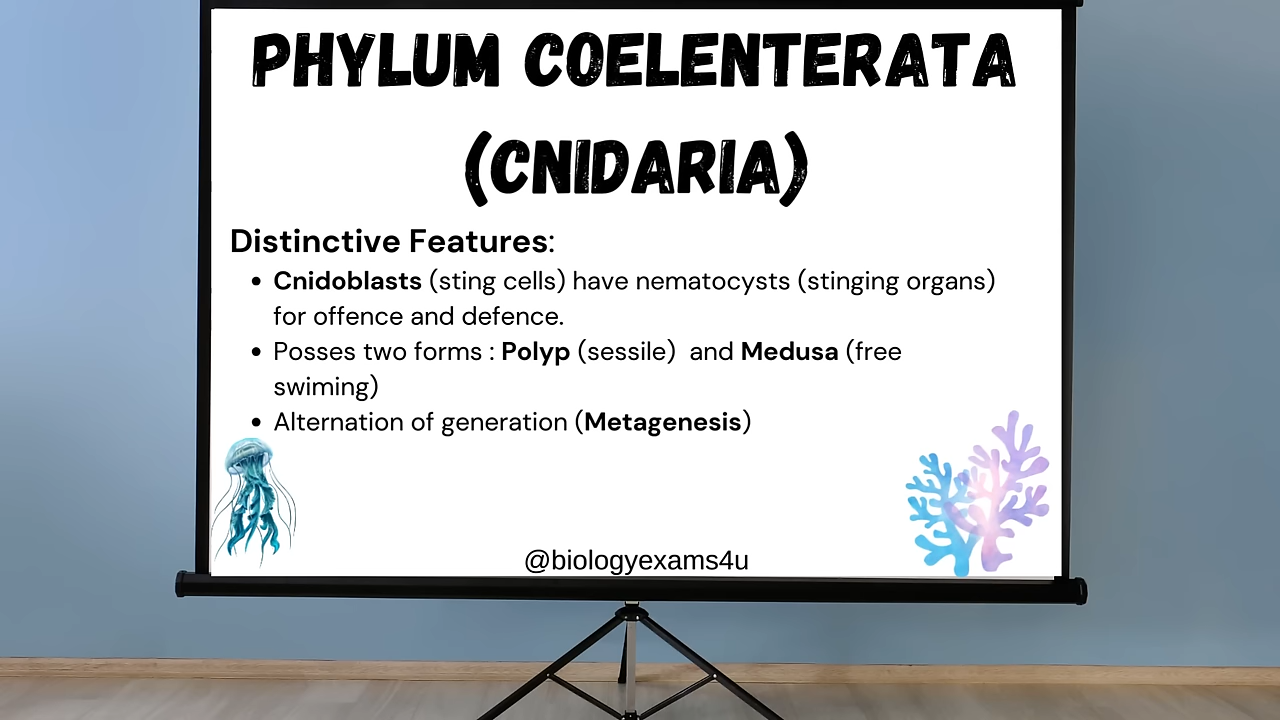 PHYLUM COELENTERATA
(CNIDARIA)
Distinctive Features:
• Cnidoblasts (sting cells) have nematocysts (stinging organs)
for offence and defence.
• Posses two forms : Polyp (sessile)  and Medusa (free
swiming)
• Alternation of generation (Metagenesis)
@biologyexams4u